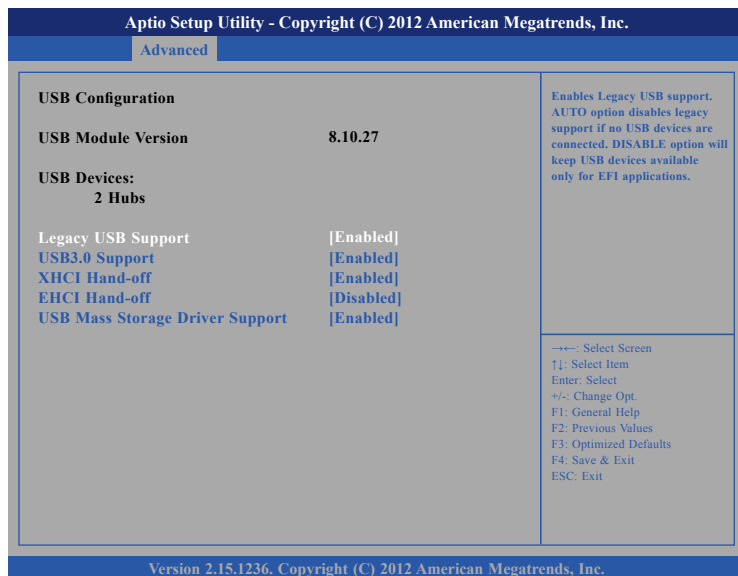 Aptio Setup Utility - Copyright (C) 2012 American Megatrends, Inc.
Advanced
USB Configuration
USB Module Version 8.10.27
USB Devices:
2 Hubs
Legacy USB Support [Enabled]
USB3.0 Support [Enabled]
XHCI Hand-off [Enabled]
EHCI Hand-off [Disabled]
USB Mass Storage Driver Support [Enabled]
Enables Legacy USB support.
AUTO option disables legacy
support if no USB devices are
connected. DISABLE option will
keep USB devices available
only for EFI applications.
→←: Select Screen
↑↓: Select Item
Enter: Select
+/-: Change Opt.
F1: General Help
F2: Previous Values
F3: Optimized Defaults
F4: Save & Exit
ESC: Exit
Version 2.15.1236. Copyright (C) 2012 American Megatrends, Inc.